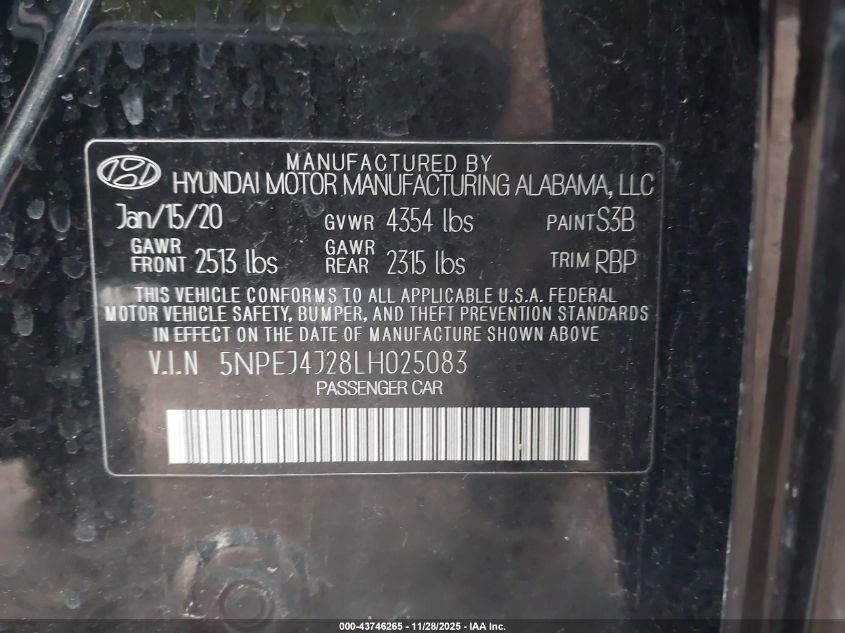 MANUFACTURED BY
HYUNDAI MOTOR MANUFACTURING ALABAMA, LLC
Jan/15/20 GVWR 4354 lbs PAINT S3B
GAWR FRONT 2513 lbs GAWR REAR 2315 lbs TRIM RBP
THIS VEHICLE CONFORMS TO ALL APPLICABLE U.S.A. FEDERAL
MOTOR VEHICLE SAFETY, BUMPER, AND THEFT PREVENTION STANDARDS
IN EFFECT ON THE DATE OF MANUFACTURE SHOWN ABOVE
V.I.N 5NPEJ4J28LH025083
PASSENGER CAR
000-43746265 - 11/28/2025 - IAA Inc.